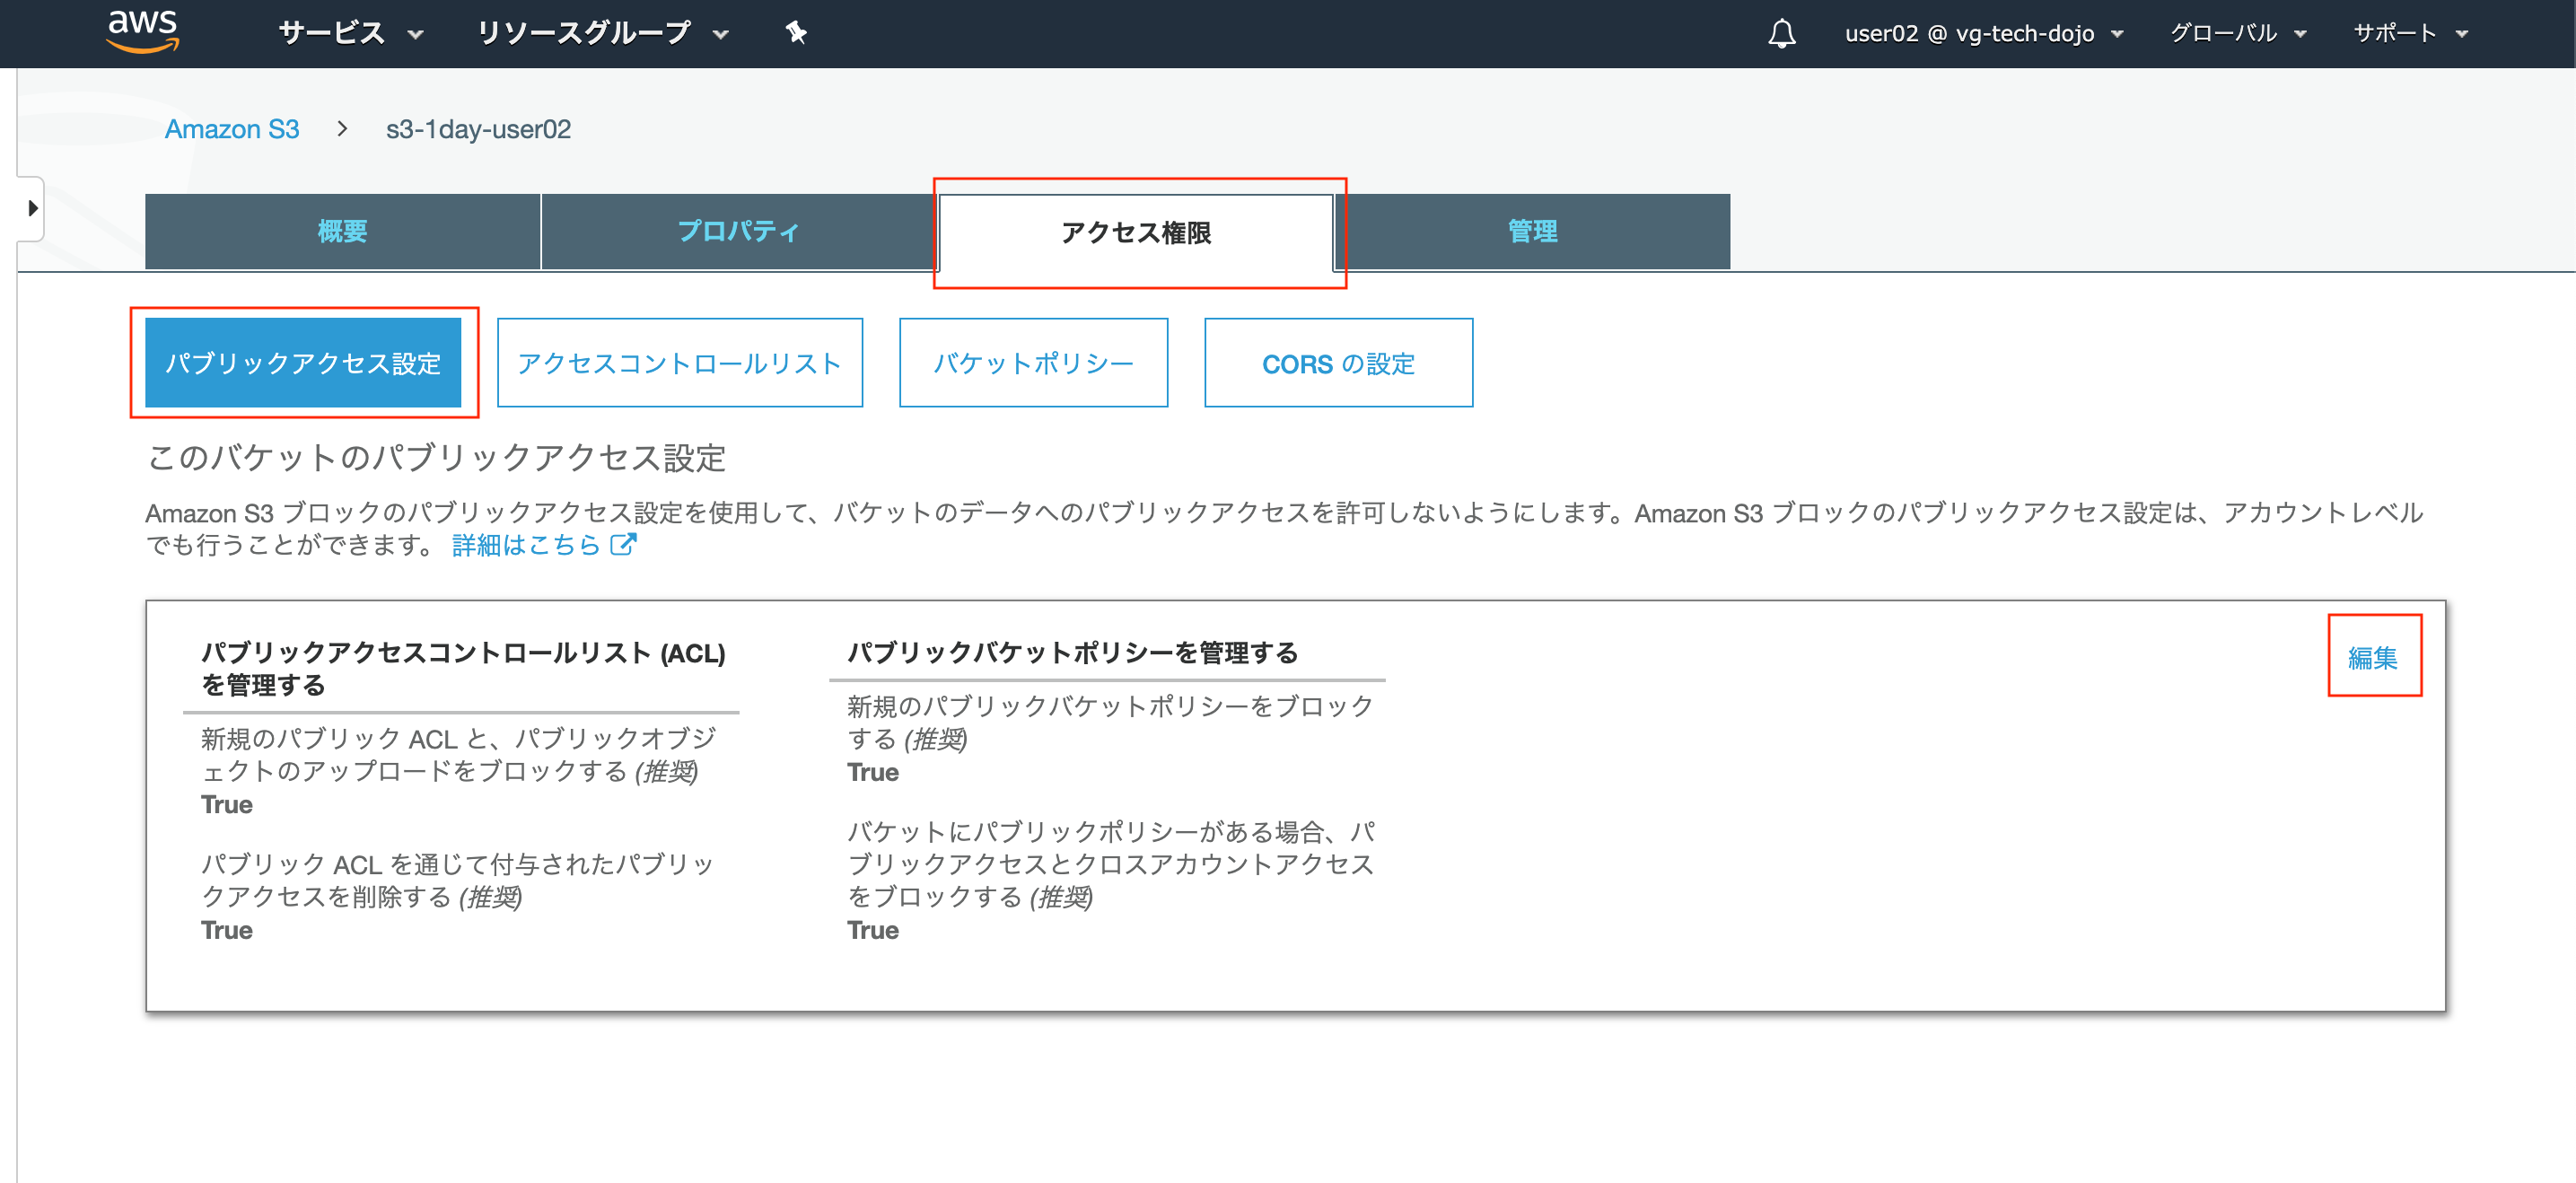 aws サービス リソースグループ user02 @ vg-tech-dojo グローバル サポート
Amazon S3 > s3-1day-user02
概要 プロパティ アクセス権限 管理
パブリックアクセス設定 アクセスコントロールリスト バケットポリシー CORS の設定
このバケットのパブリックアクセス設定
Amazon S3 ブロックのパブリックアクセス設定を使用して、バケットのデータへのパブリックアクセスを許可しないようにします。Amazon S3 ブロックのパブリックアクセス設定は、アカウントレベル
でも行うことができます。 詳細はこちら
編集
パブリックアクセスコントロールリスト (ACL)
を管理する
新規のパブリック ACL と、パブリックオブジ
ェクトのアップロードをブロックする (推奨)
True
パブリック ACL を通じて付与されたパブリッ
クアクセスを削除する (推奨)
True
パブリックバケットポリシーを管理する
新規のパブリックバケットポリシーをブロック
する (推奨)
True
バケットにパブリックポリシーがある場合、パ
ブリックアクセスとクロスアカウントアクセス
をブロックする (推奨)
True